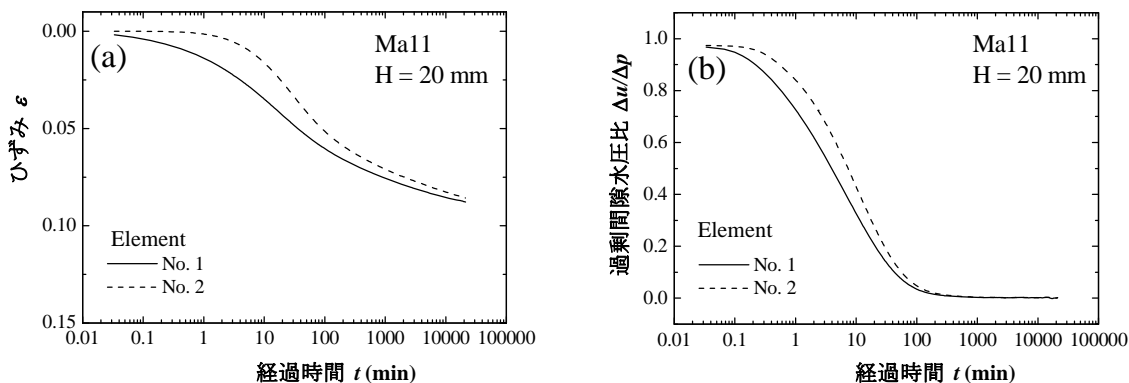 (a)
Ma11
H = 20 mm
ひずみ ε
0.00
0.05
0.10
0.15
Element
No. 1
No. 2
0.01 0.1 1 10 100 1000 10000 100000
経過時間 t (min)
(b)
Ma11
H = 20 mm
過剰間隙水圧比 Δu/Δp
1.0
0.8
0.6
0.4
0.2
0.0
Element
No. 1
No. 2
0.01 0.1 1 10 100 1000 10000 100000
経過時間 t (min)